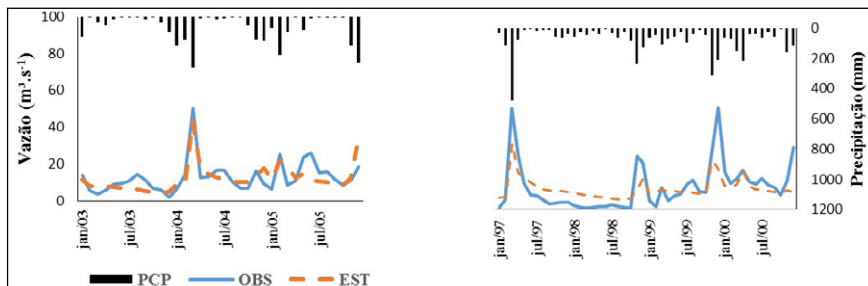 Vazão (m³.s⁻¹)
100
80
60
40
20
0
jan/03
jul/03
jan/04
jul/04
jan/05
jul/05
jan/97
jul/97
jan/98
jul/98
jan/99
jul/99
jan/00
jul/00
0
200
400
600
800
1000
1200
Precipitação (mm)
PCP OBS EST